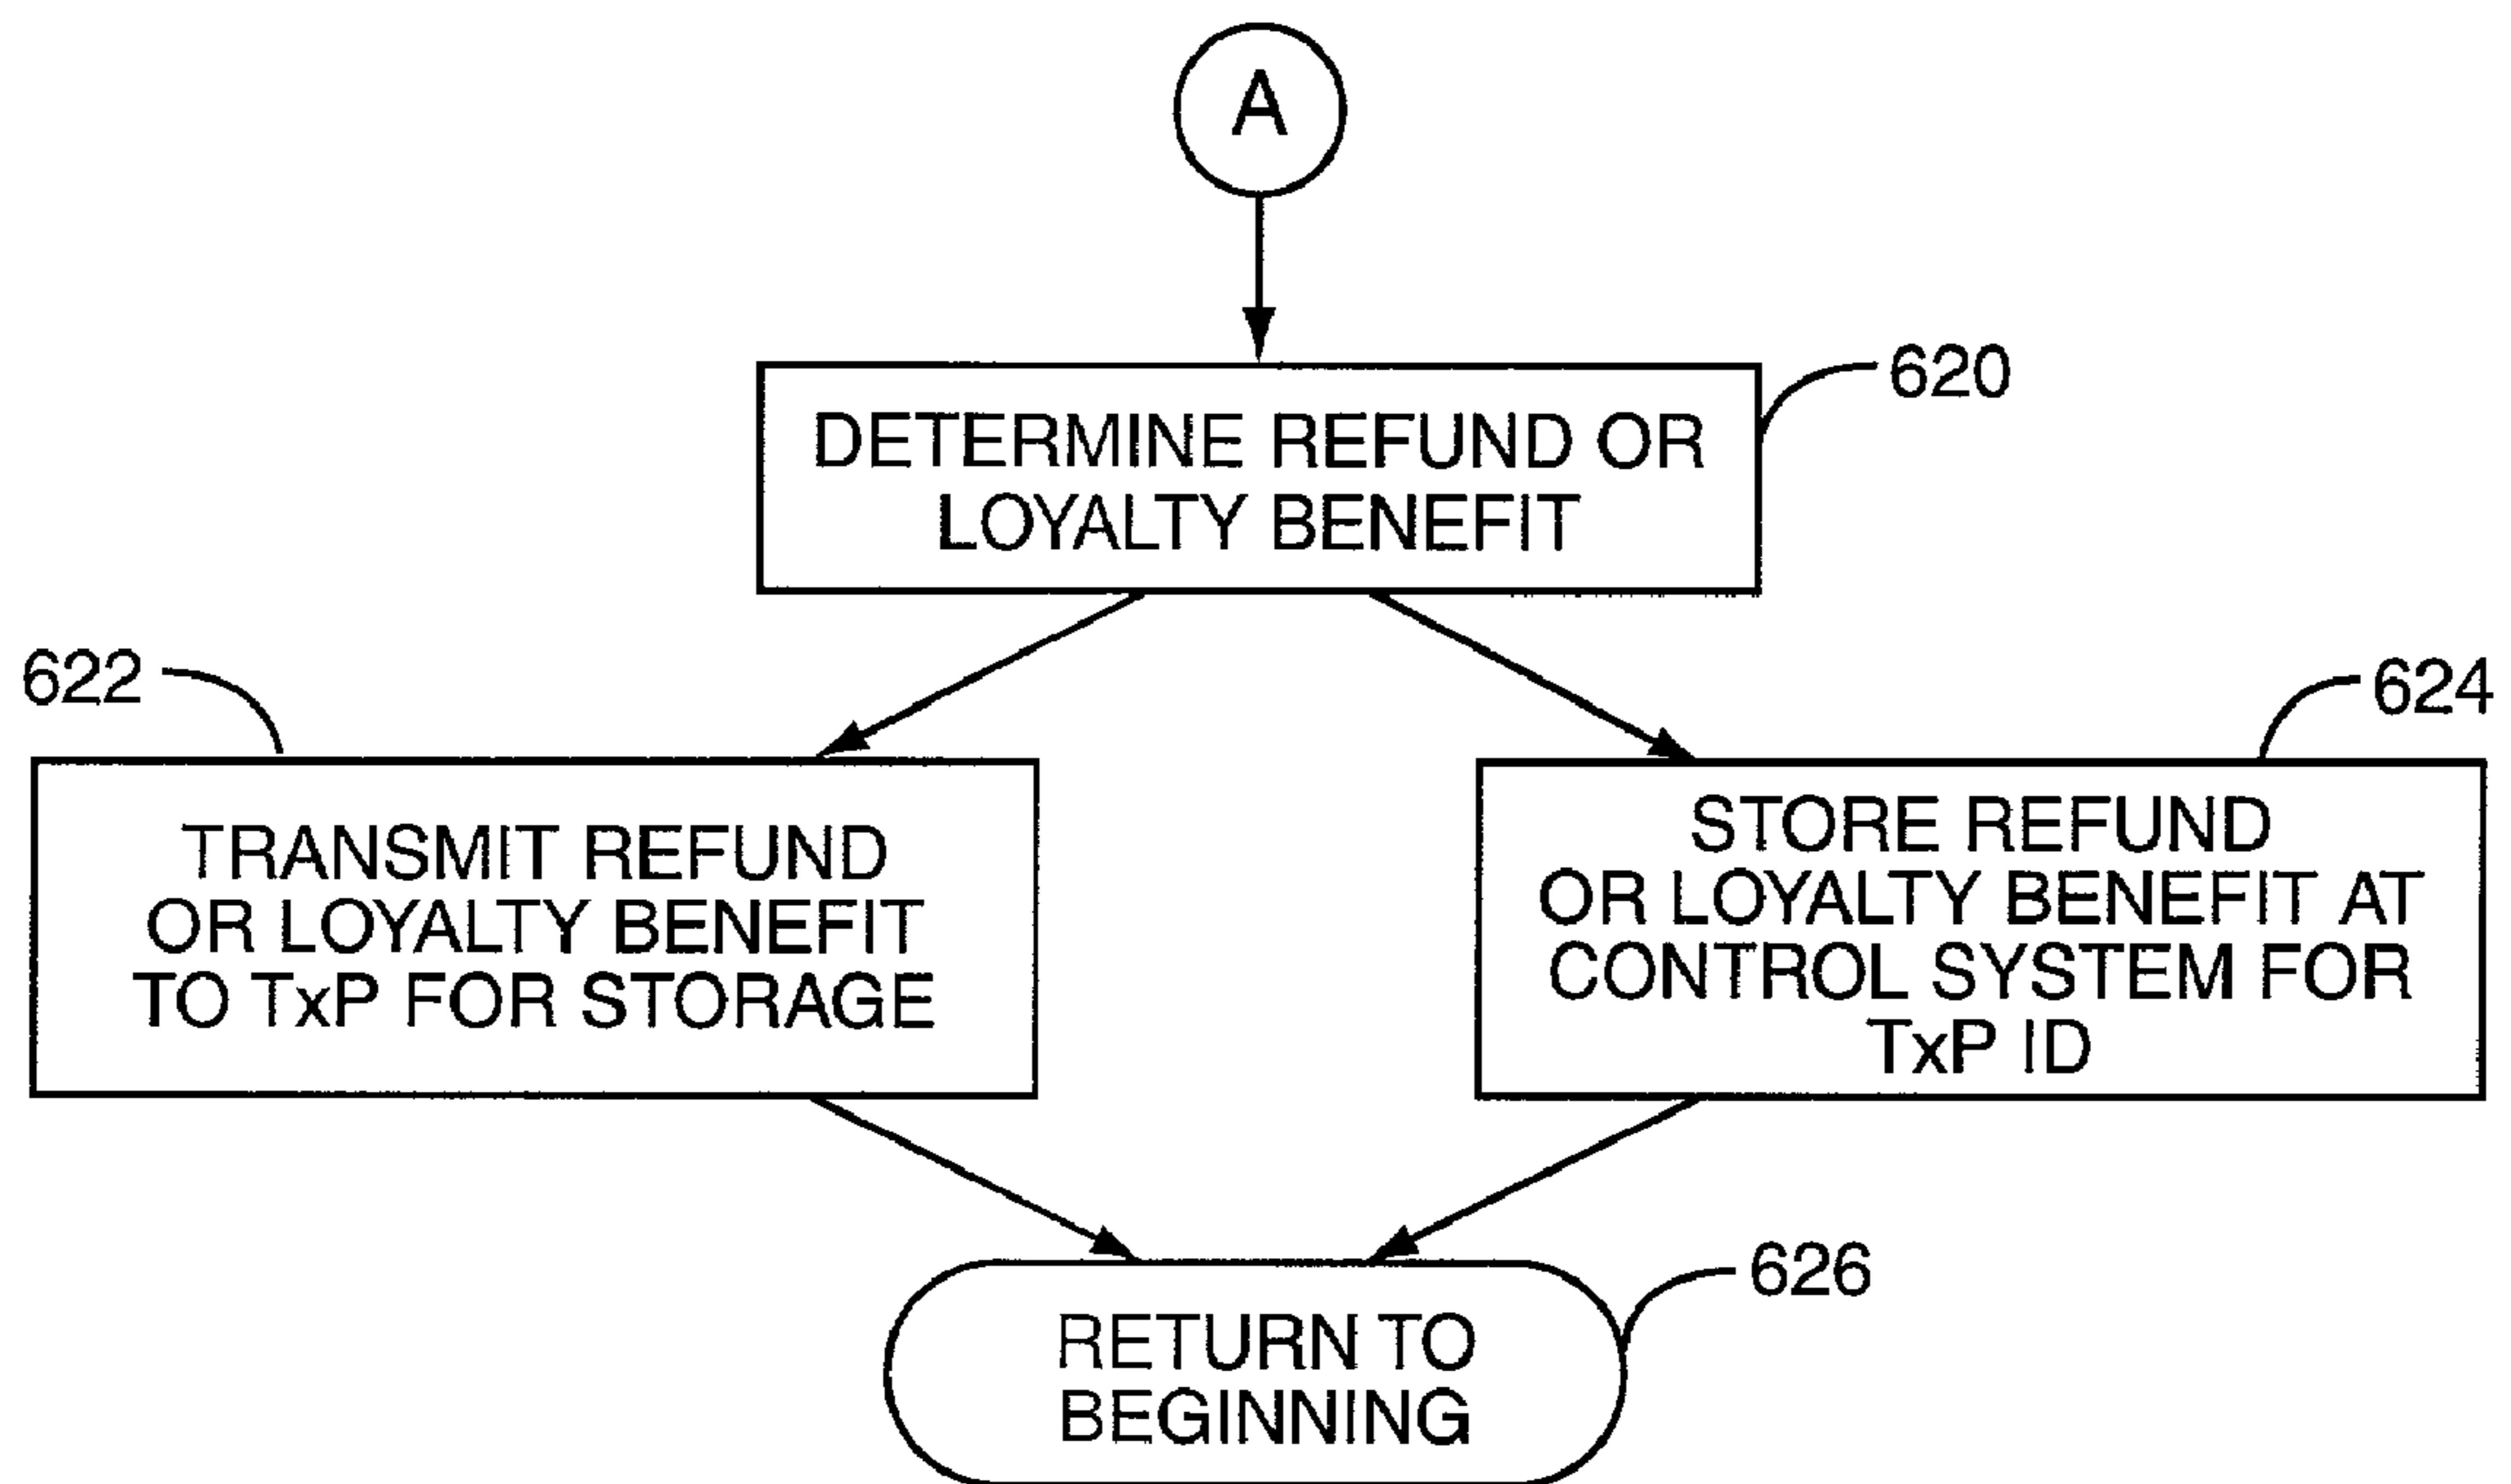 A
DETERMINE REFUND OR
LOYALTY BENEFIT
620
622
624
TRANSMIT REFUND
OR LOYALTY BENEFIT
TO TxP FOR STORAGE
STORE REFUND
OR LOYALTY BENEFIT AT
CONTROL SYSTEM FOR
TxP ID
RETURN TO
BEGINNING
626